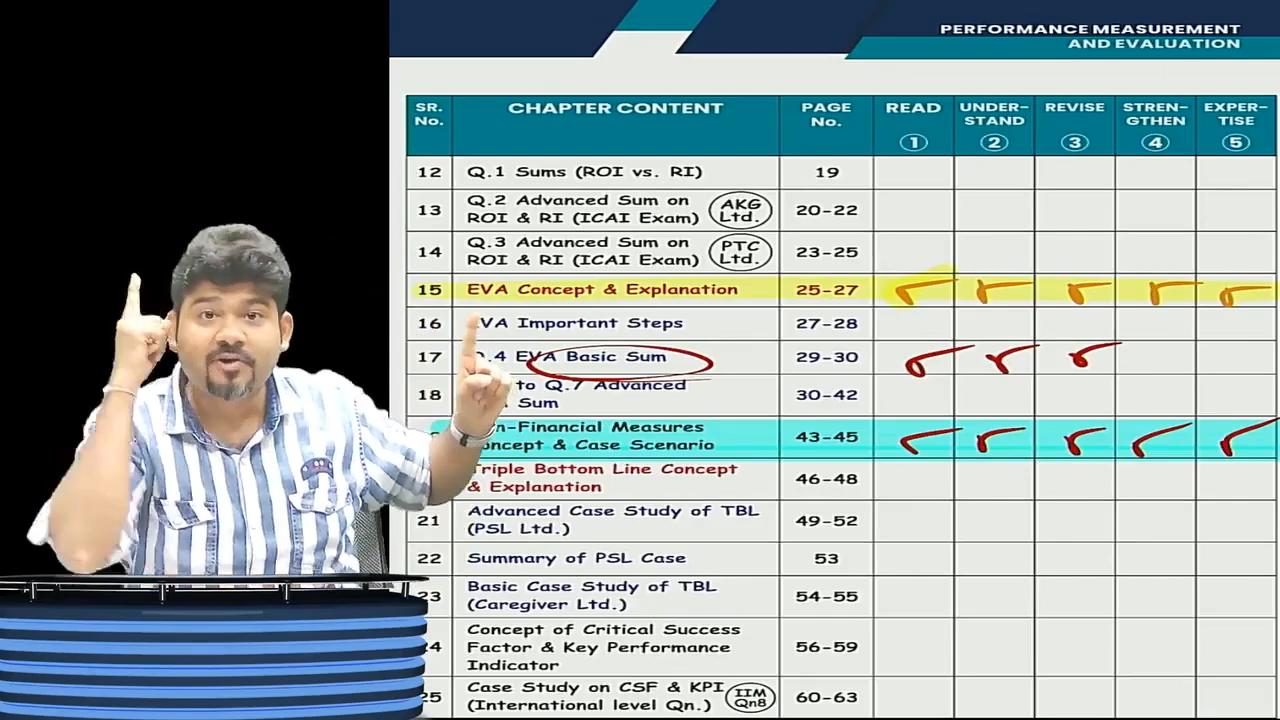 PERFORMANCE MEASUREMENT
AND EVALUATION
SR. No. CHAPTER CONTENT PAGE No. READ ① UNDER-STAND ② REVISE ③ STREN-GTHEN ④ EXPER-TISE ⑤
12 Q.1 Sums (ROI vs. RI) 19
13 Q.2 Advanced Sum on
ROI & RI (ICAI Exam) AKG Ltd. 20-22
14 Q.3 Advanced Sum on
ROI & RI (ICAI Exam) PTC Ltd. 23-25
15 EVA Concept & Explanation 25-27
16 VA Important Steps 27-28
17 .4 EVA Basic Sum 29-30
18 to Q.7 Advanced
Sum 30-42
n-Financial Measures
oncept & Case Scenario 43-45
Triple Bottom Line Concept
& Explanation 46-48
21 Advanced Case Study of TBL
(PSL Ltd.) 49-52
22 Summary of PSL Case 53
23 Basic Case Study of TBL
(Caregiver Ltd.) 54-55
4 Concept of Critical Success
Factor & Key Performance
Indicator 56-59
25 Case Study on CSF & KPI
(International level Qn.) IIM Qn8 60-63